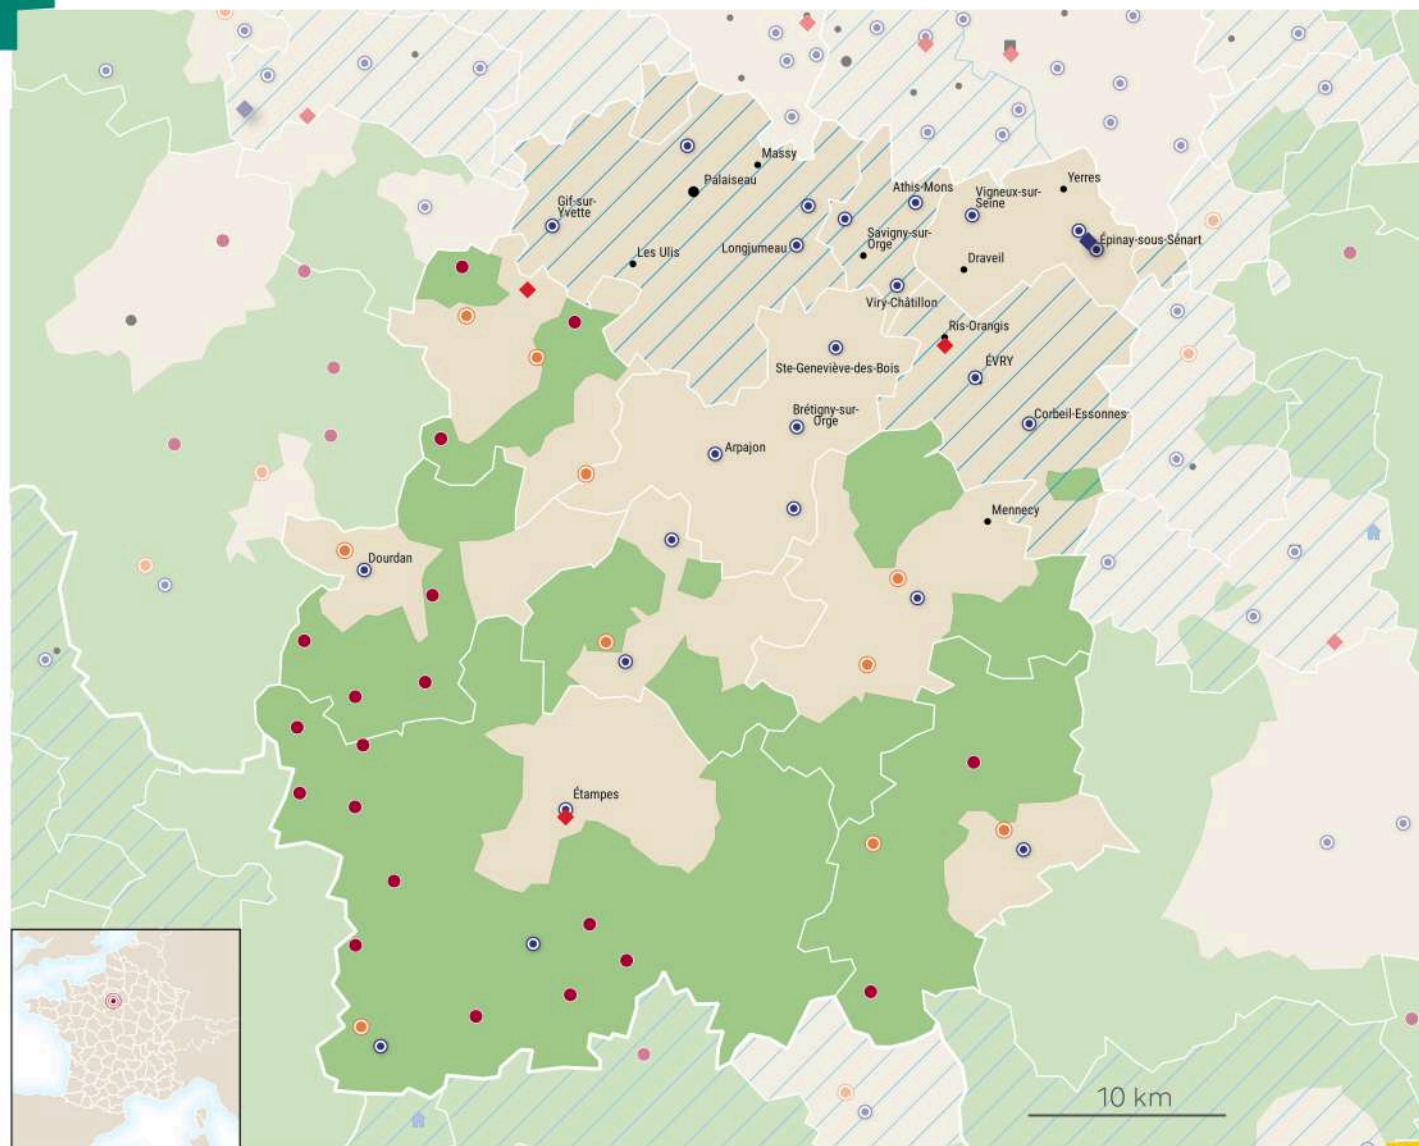 Massy
Palaiseau
Yerres
Athis-Mons
Vigneux-sur-
Seine
Gif-sur-
Yvette
Savigny-sur-
Orge
Épinay-sous-Sénart
Longjumeau
Les Ulis
Draveil
Viry-Châtillon
Ris-Orangis
ÉVRY
Ste-Geneviève-des-Bois
Brétigny-sur-
Orge
Corbeil-Essonnes
Arpajon
Mennecy
Dourdan
Étampes
10 km